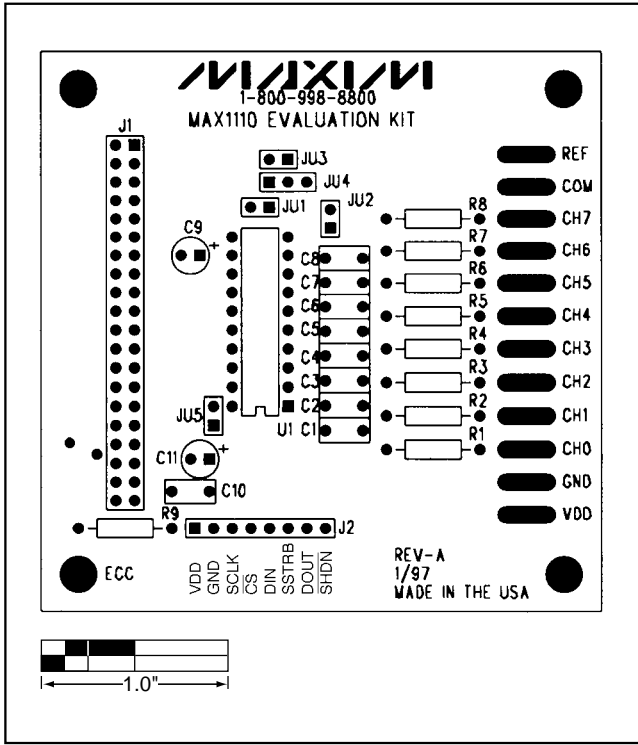 MAXIM
1-800-998-8800
MAX1110 EVALUATION KIT
J1
JU3
JU4
JU1
JU2
C9
+
REF
COM
R8
CH7
R7
CH6
C8
C7
R6
CH5
C6
R5
CH4
C5
R4
CH3
C4
R3
CH2
C3
R2
CH1
C2
R1
CH0
JU5
U1
C1
GND
C11
+
C10
VDD
R9
J2
ECC
VDD
GND
SCLK
CS
DIN
SSTRB
DOUT
SHDN
REV-A
1/97
MADE IN THE USA
1.0"